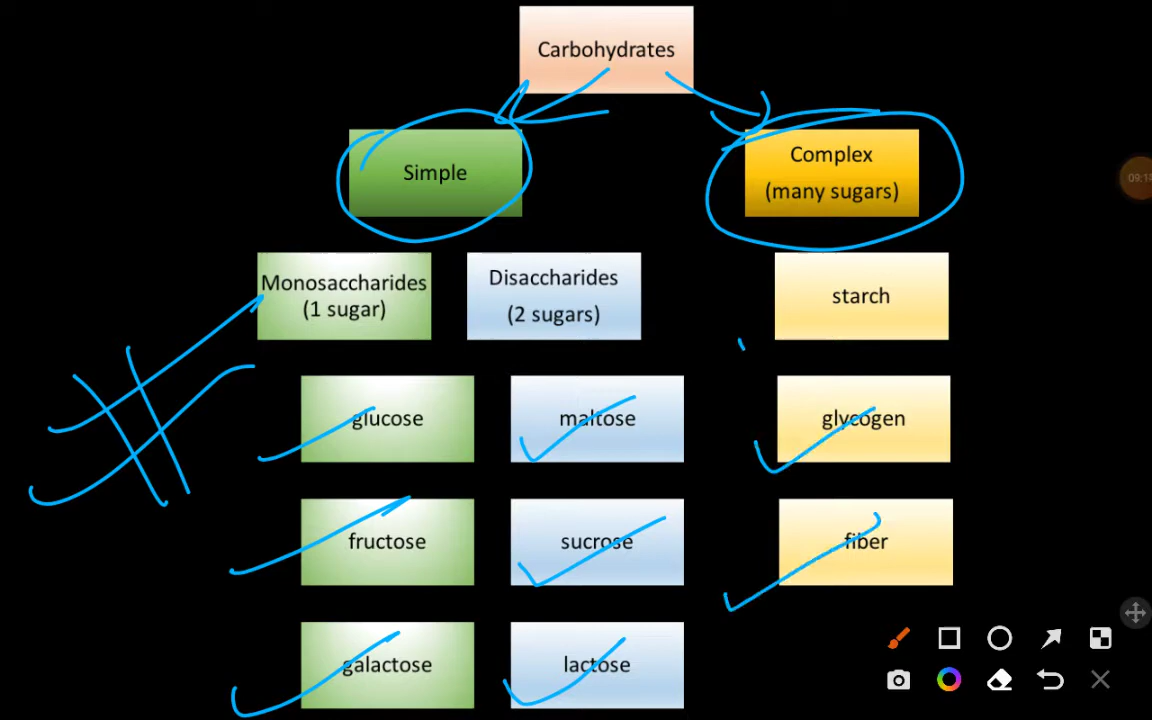 Carbohydrates
Simple
Complex
(many sugars)
Monosaccharides
(1 sugar)
Disaccharides
(2 sugars)
starch
glucose
maltose
glycogen
fructose
sucrose
fiber
galactose
lactose